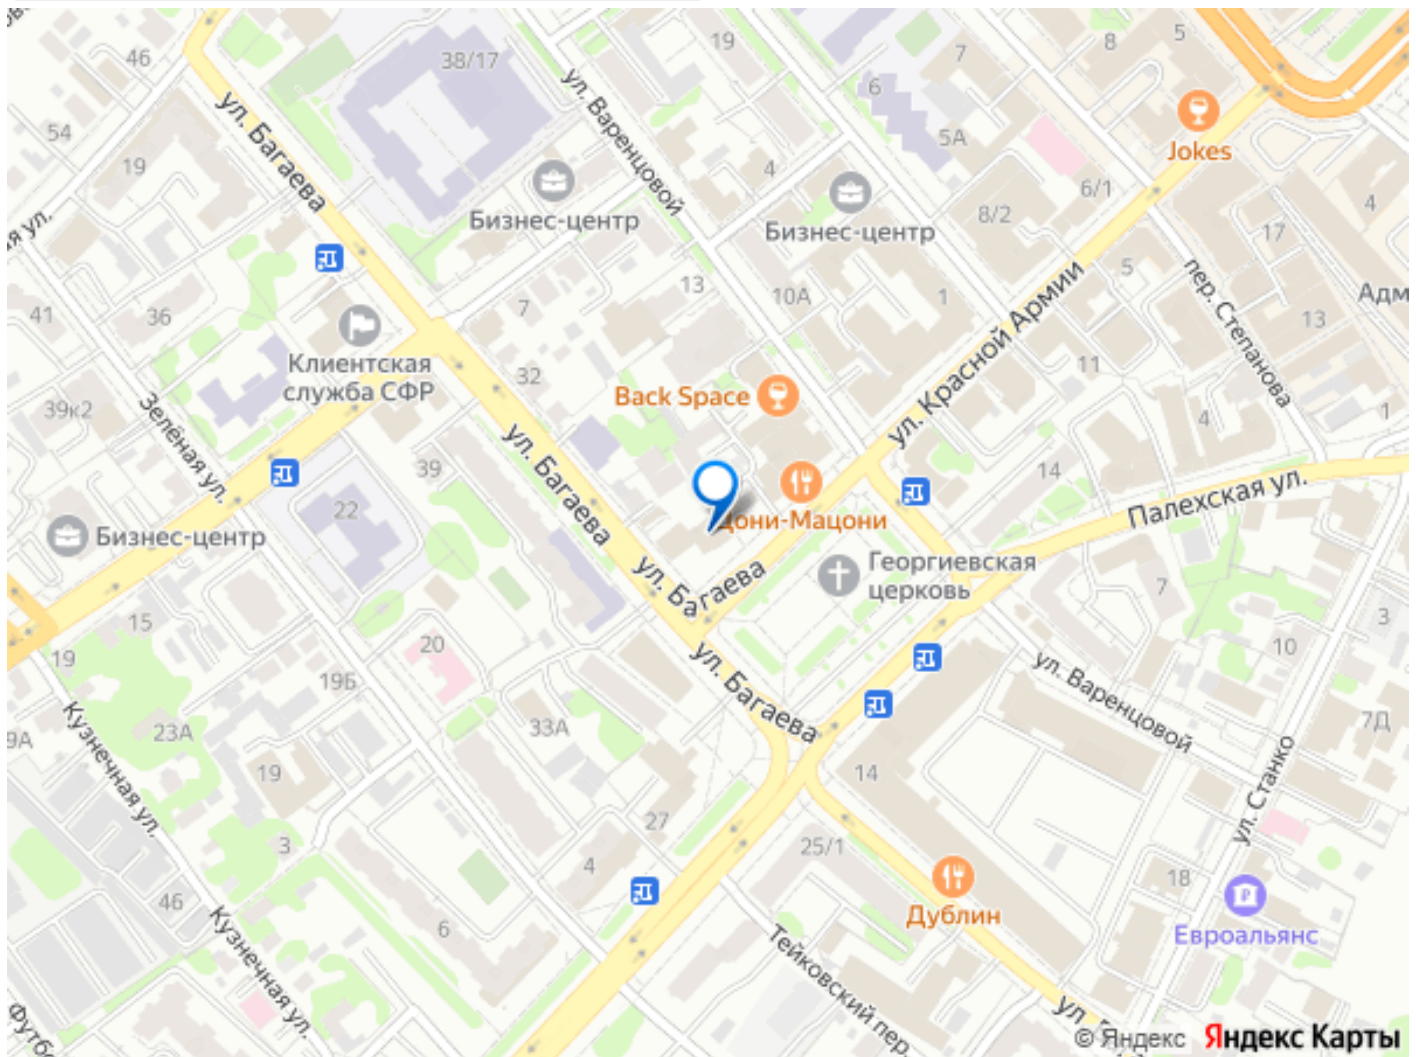 46
38/17
19
7
8
5
54
19
ул. Багаева
ул. Варенцовой
6
5А
Jokes
4
6/1
4
Бизнес-центр
Бизнес-центр
8/2
17
ул.
13
10А
1
5
ул. Красной Армии
пер. Степанова
41
36
7
13
11
Клиентская
служба СФР
32
Back Space
39к2
Зелёная ул.
4
1
ул. Багаева
39
14
22
Дони-Мацони
Палехская ул.
Бизнес-центр
ул. Багаева
Георгиевская
церковь
7
3
15
20
19
19Б
ул. Багаева
10
ул. Варенцовой
23А
33А
7Д
9А
Кузнечная ул.
19
14
ул. Станко
27
25/1
3
4
18
46
6
Дублин
Евроальянс
Кузнечная ул.
Тейковский пер.
ул.
© Яндекс Яндекс Карты